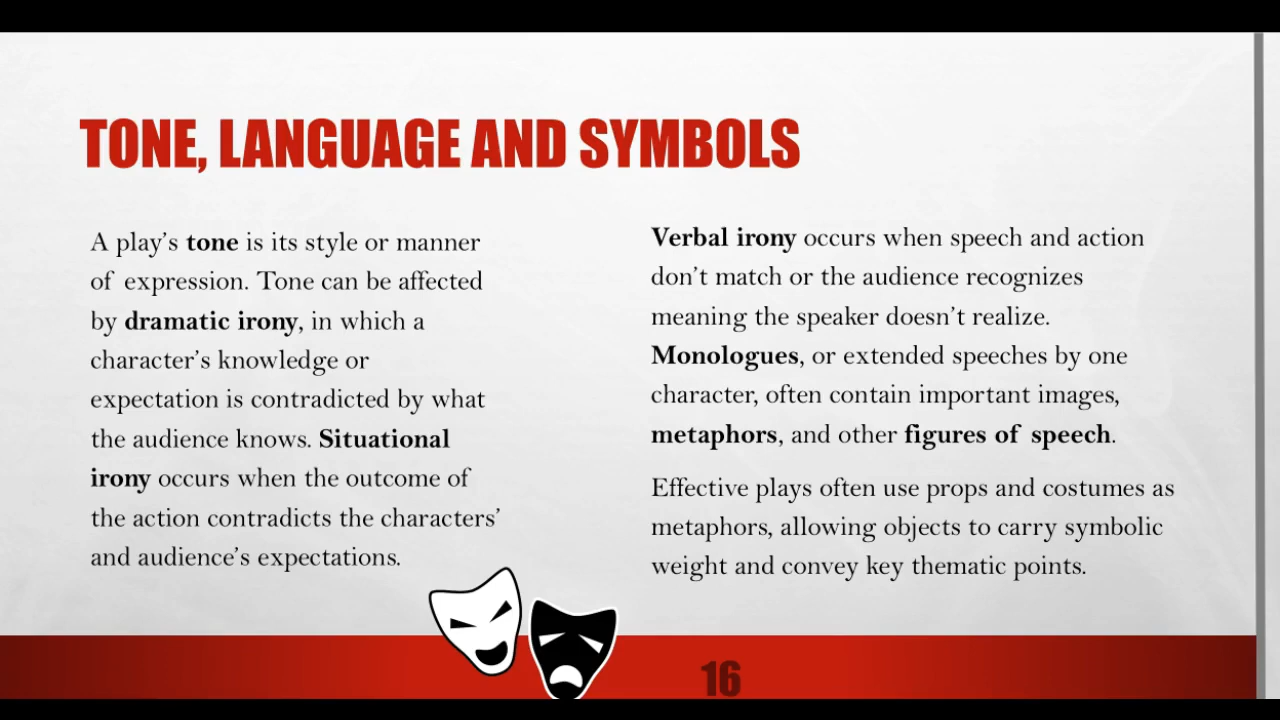 TONE, LANGUAGE AND SYMBOLS
A play's tone is its style or manner
of expression. Tone can be affected
by dramatic irony, in which a
character's knowledge or
expectation is contradicted by what
the audience knows. Situational
irony occurs when the outcome of
the action contradicts the characters'
and audience's expectations.
Verbal irony occurs when speech and action
don't match or the audience recognizes
meaning the speaker doesn't realize.
Monologues, or extended speeches by one
character, often contain important images,
metaphors, and other figures of speech.
Effective plays often use props and costumes as
metaphors, allowing objects to carry symbolic
weight and convey key thematic points.
16